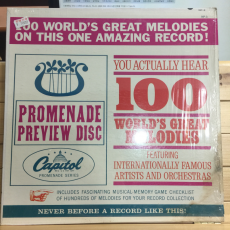 100 WORLD'S GREAT MELODIES
ON THIS ONE AMAZING RECORD!
YOU ACTUALLY HEAR
100
WORLD'S GREAT
MELODIES
FEATURING
INTERNATIONALLY FAMOUS
ARTISTS AND ORCHESTRAS
PROMENADE
PREVIEW DISC
Capitol
PROMENADE SERIES
INCLUDES FASCINATING MUSICAL MEMORY GAME CHECKLIST
OF HUNDREDS OF MELODIES FOR YOUR RECORD COLLECTION
NEVER BEFORE A RECORD LIKE THIS!